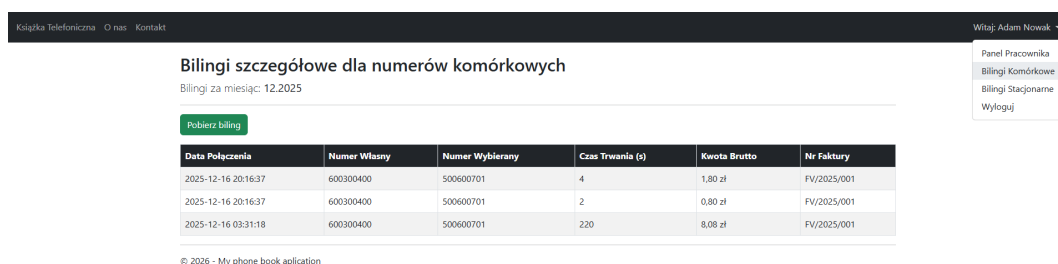 Książka Telefoniczna O nas Kontakt Witaj: Adam Nowak
Panel Pracownika
Bilingi Komórkowe
Bilingi Stacjonarne
Wyloguj
Bilingi szczegółowe dla numerów komórkowych
Bilingi za miesiąc: 12.2025
Pobierz biling
Data Połączenia Numer Własny Numer Wybierany Czas Trwania (s) Kwota Brutto Nr Faktury
2025-12-16 20:16:37 600300400 500600701 4 1,80 zł FV/2025/001
2025-12-16 20:16:37 600300400 500600701 2 0,80 zł FV/2025/001
2025-12-16 03:31:18 600300400 500600701 220 8,08 zł FV/2025/001
© 2026 - My phone book aplication